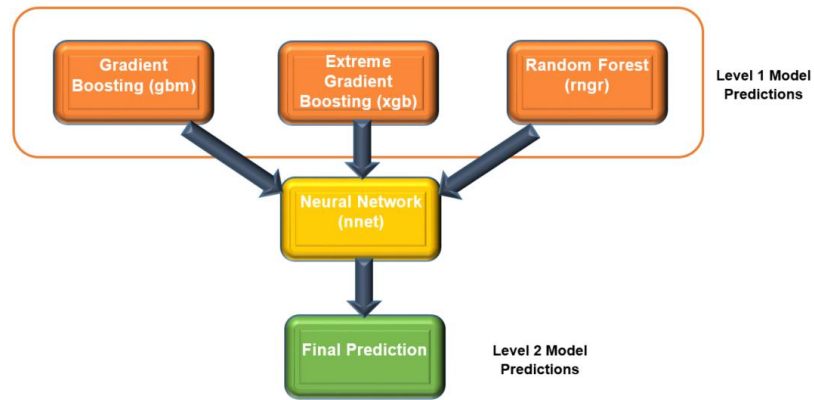 Gradient
Boosting (gbm)
Extreme
Gradient
Boosting (xgb)
Random Forest
(rngr)
Level 1 Model
Predictions
Neural Network
(nnet)
Final Prediction
Level 2 Model
Predictions